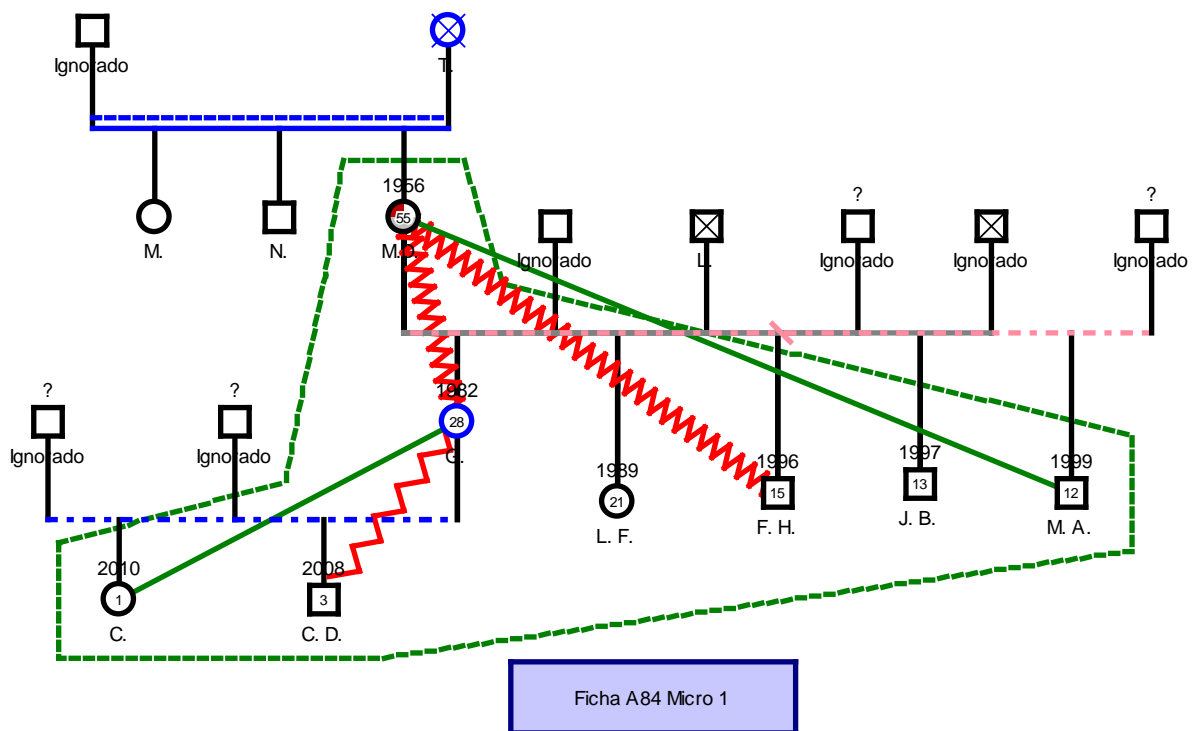 Ignorado
T.
M.
N.
1956
55
M.D.
Ignorado
L.
?
Ignorado
Ignorado
?
Ignorado
?
Ignorado
?
Ignorado
1982
28
G.
1989
21
L. F.
1996
15
F. H.
1997
13
J. B.
1999
12
M. A.
2010
1
C.
2008
3
C. D.
Ficha A84 Micro 1